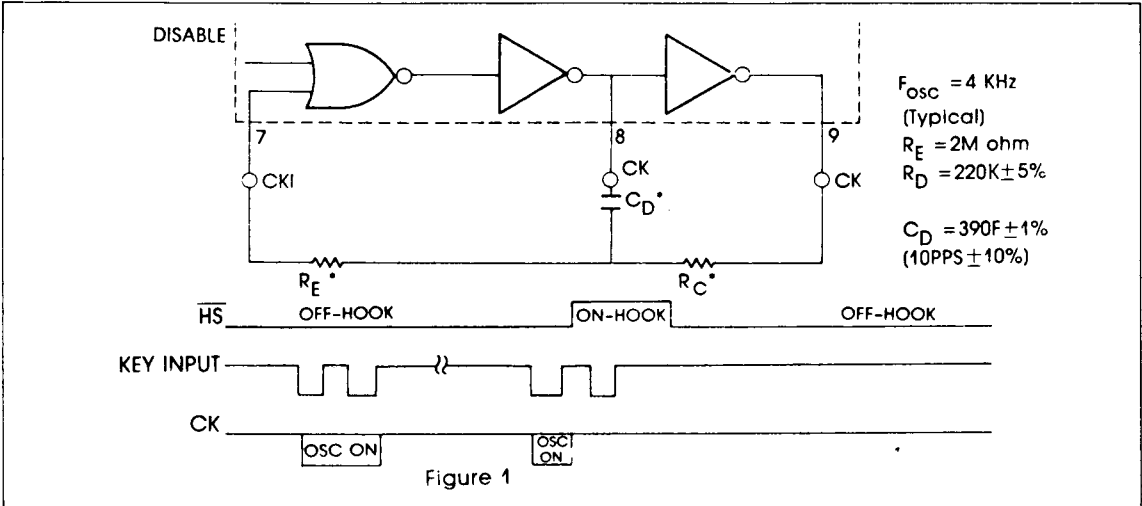 DISABLE
7
8
9
CKI
CK
C_D*
CK
R_E*
R_C*
F_OSC = 4 KHz
(Typical)
R_E = 2M ohm
R_D = 220K±5%
C_D = 390F±1%
(10PPS±10%)
H̅S̅ OFF-HOOK ON-HOOK OFF-HOOK
KEY INPUT
CK
OSC ON
OSC
ON
Figure 1